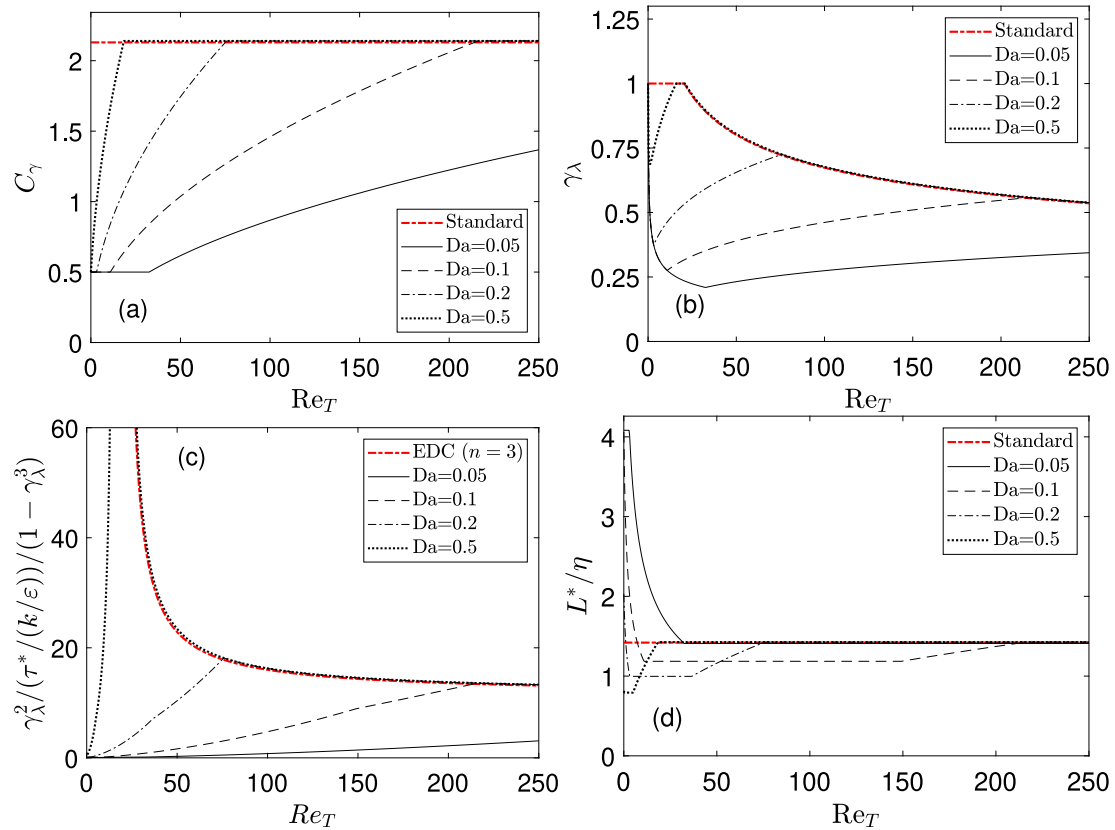 2
1.5
1
0.5
0
C_γ
(a)
Standard
Da=0.05
Da=0.1
Da=0.2
Da=0.5
0 50 100 150 200 250
Re_T
1.25
1
0.75
0.5
0.25
0
γ_λ
Standard
Da=0.05
Da=0.1
Da=0.2
Da=0.5
(b)
0 50 100 150 200 250
Re_T
60
40
20
0
γ_λ^2/(τ*/(k/ε))/(1 − γ_λ^3)
(c)
EDC (n = 3)
Da=0.05
Da=0.1
Da=0.2
Da=0.5
0 50 100 150 200 250
Re_T
4
3
2
1
0
L*/η
Standard
Da=0.05
Da=0.1
Da=0.2
Da=0.5
(d)
0 50 100 150 200 250
Re_T